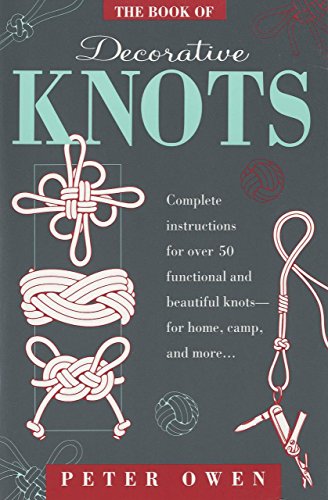 THE BOOK OF
Decorative
KNOTS
Complete
instructions
for over 50
functional and
beautiful knots—
for home, camp,
and more...
PETER OWEN